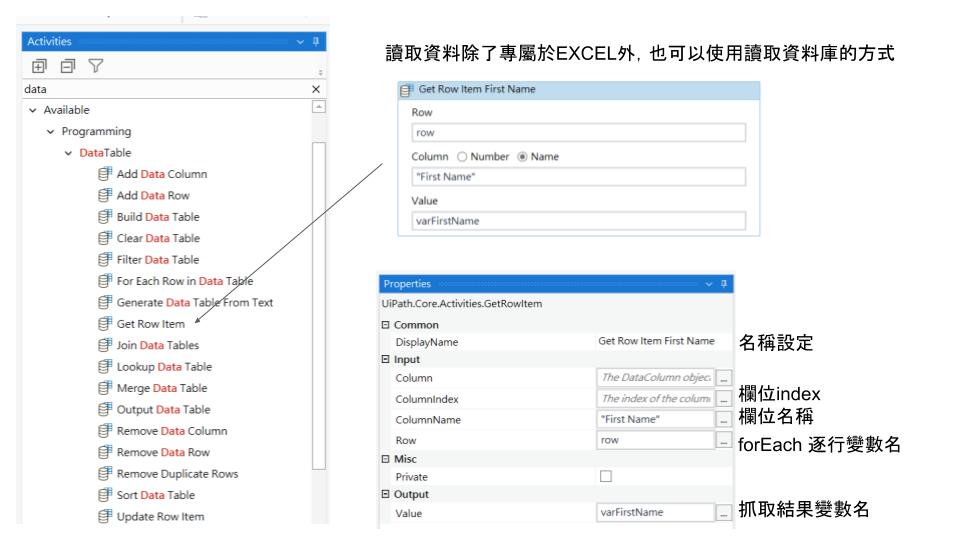 Activities
data
Available
Programming
DataTable
Add Data Column
Add Data Row
Build Data Table
Clear Data Table
Filter Data Table
For Each Row in Data Table
Generate Data Table From Text
Get Row Item
Join Data Tables
Lookup Data Table
Merge Data Table
Output Data Table
Remove Data Column
Remove Data Row
Remove Duplicate Rows
Sort Data Table
Update Row Item
讀取資料除了專屬於EXCEL外, 也可以使用讀取資料庫的方式
Get Row Item First Name
Row
row
Column Number Name
"First Name"
Value
varFirstName
Properties
UiPath.Core.Activities.GetRowItem
Common
DisplayName Get Row Item First Name 名稱設定
Input
Column The DataColumn objec ...
ColumnIndex The index of the colum ... 欄位index
ColumnName "First Name" ... 欄位名稱
Row row ... forEach 逐行變數名
Misc
Private
Output
Value varFirstName ... 抓取結果變數名